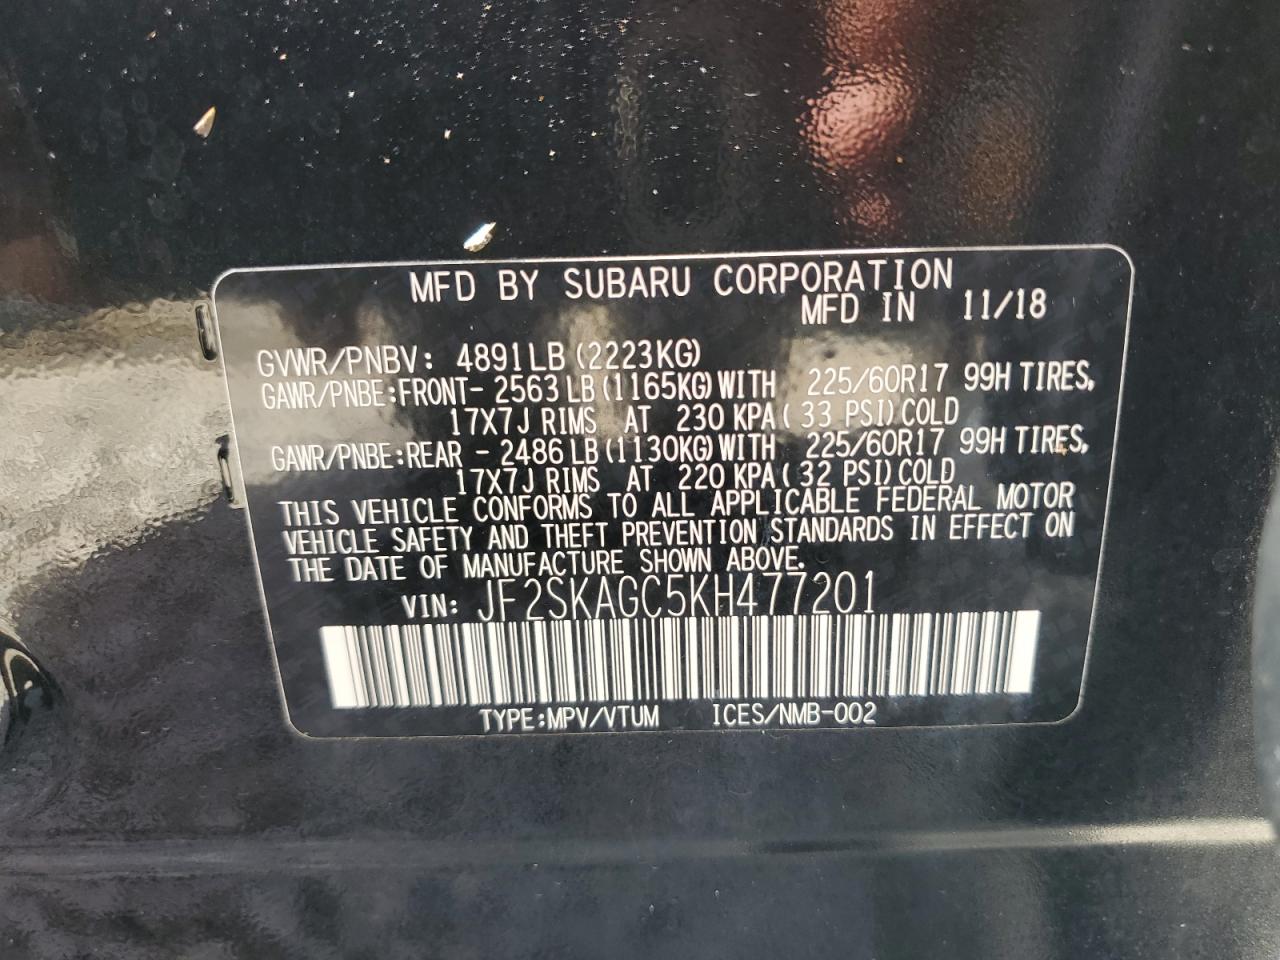 MFD BY SUBARU CORPORATION
MFD IN 11/18
GVWR/PNBV: 4891LB (2223KG)
GAWR/PNBE:FRONT- 2563 LB (1165KG) WITH 225/60R17 99H TIRES,
17X7J RIMS AT 230 KPA ( 33 PSI) COLD
GAWR/PNBE:REAR - 2486 LB (1130KG) WITH 225/60R17 99H TIRES,
17X7J RIMS AT 220 KPA ( 32 PSI) COLD
THIS VEHICLE CONFORMS TO ALL APPLICABLE FEDERAL MOTOR
VEHICLE SAFETY AND THEFT PREVENTION STANDARDS IN EFFECT ON
THE DATE OF MANUFACTURE SHOWN ABOVE.
VIN: JF2SKAGC5KH477201
TYPE:MPV/VTUM ICES/NMB-002